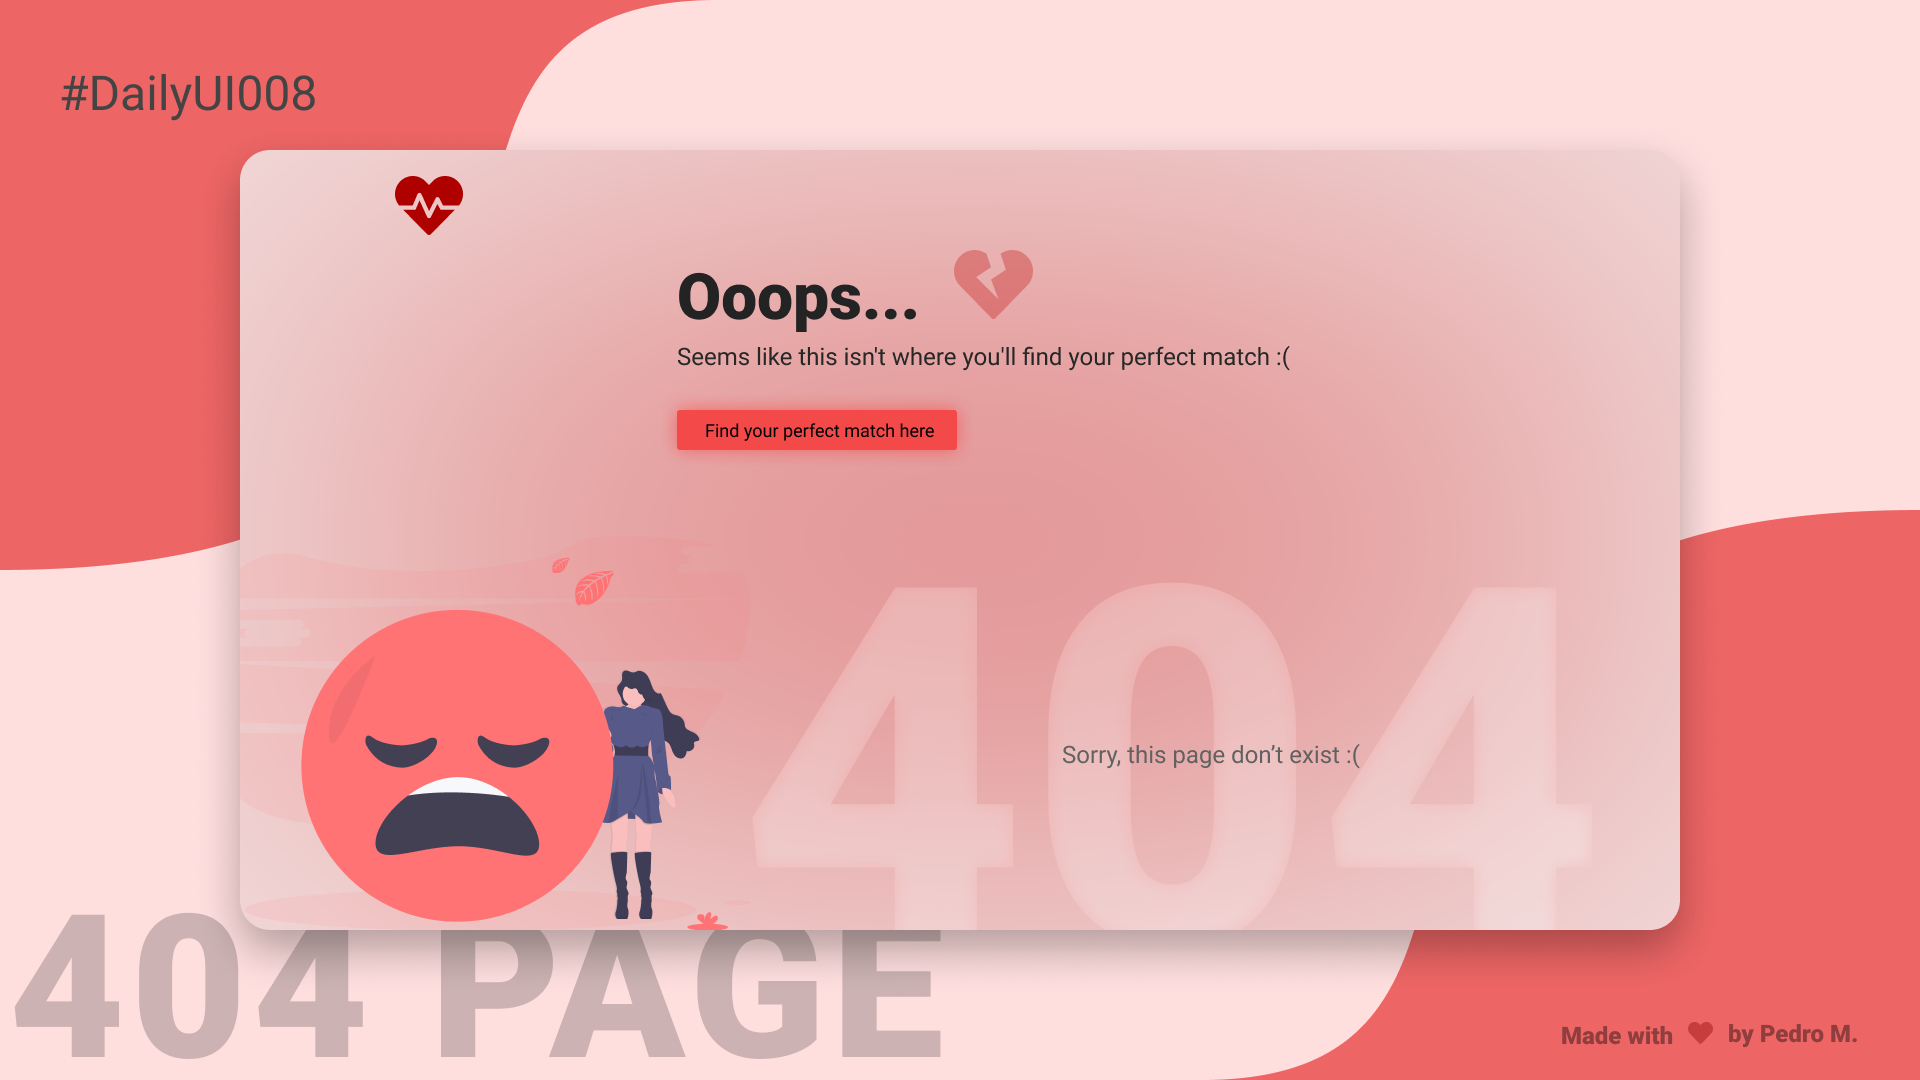 #DailyUI008
Ooops...
Seems like this isn't where you'll find your perfect match :(
Find your perfect match here
404
Sorry, this page don’t exist :(
404 PAGE
Made with by Pedro M.